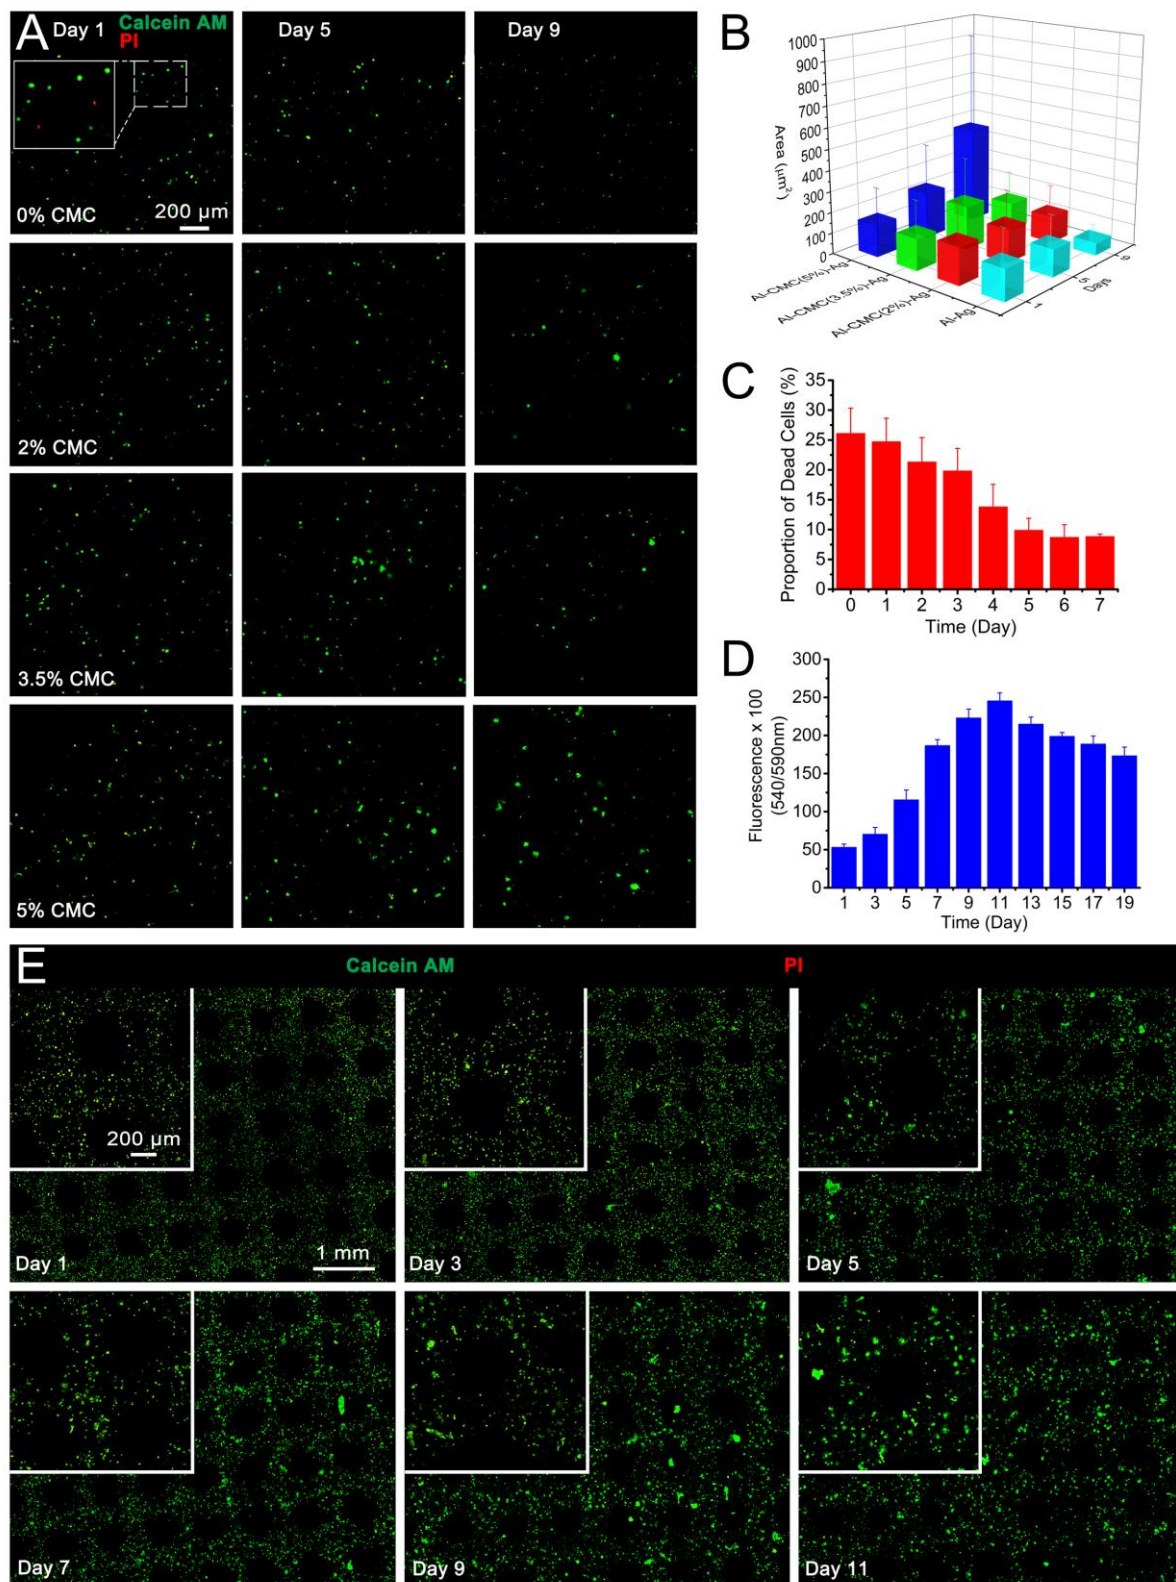 A
Day 1
Calcein AM
PI
Day 5
Day 9
0% CMC
200 µm
2% CMC
3.5% CMC
5% CMC
B
Area (µm²)
1000
900
800
700
600
500
400
300
200
100
0
Al-CMC(5%)-Ag
Al-CMC(3.5%)-Ag
Al-CMC(2%)-Ag
Al-Ag
1
5
9
Days
C
Proportion of Dead Cells (%)
35
30
25
20
15
10
5
0
0 1 2 3 4 5 6 7
Time (Day)
D
Fluorescence x 100
(540/590nm)
300
250
200
150
100
50
0
1 3 5 7 9 11 13 15 17 19
Time (Day)
E
Calcein AM
PI
200 µm
Day 1
1 mm
Day 3
Day 5
Day 7
Day 9
Day 11